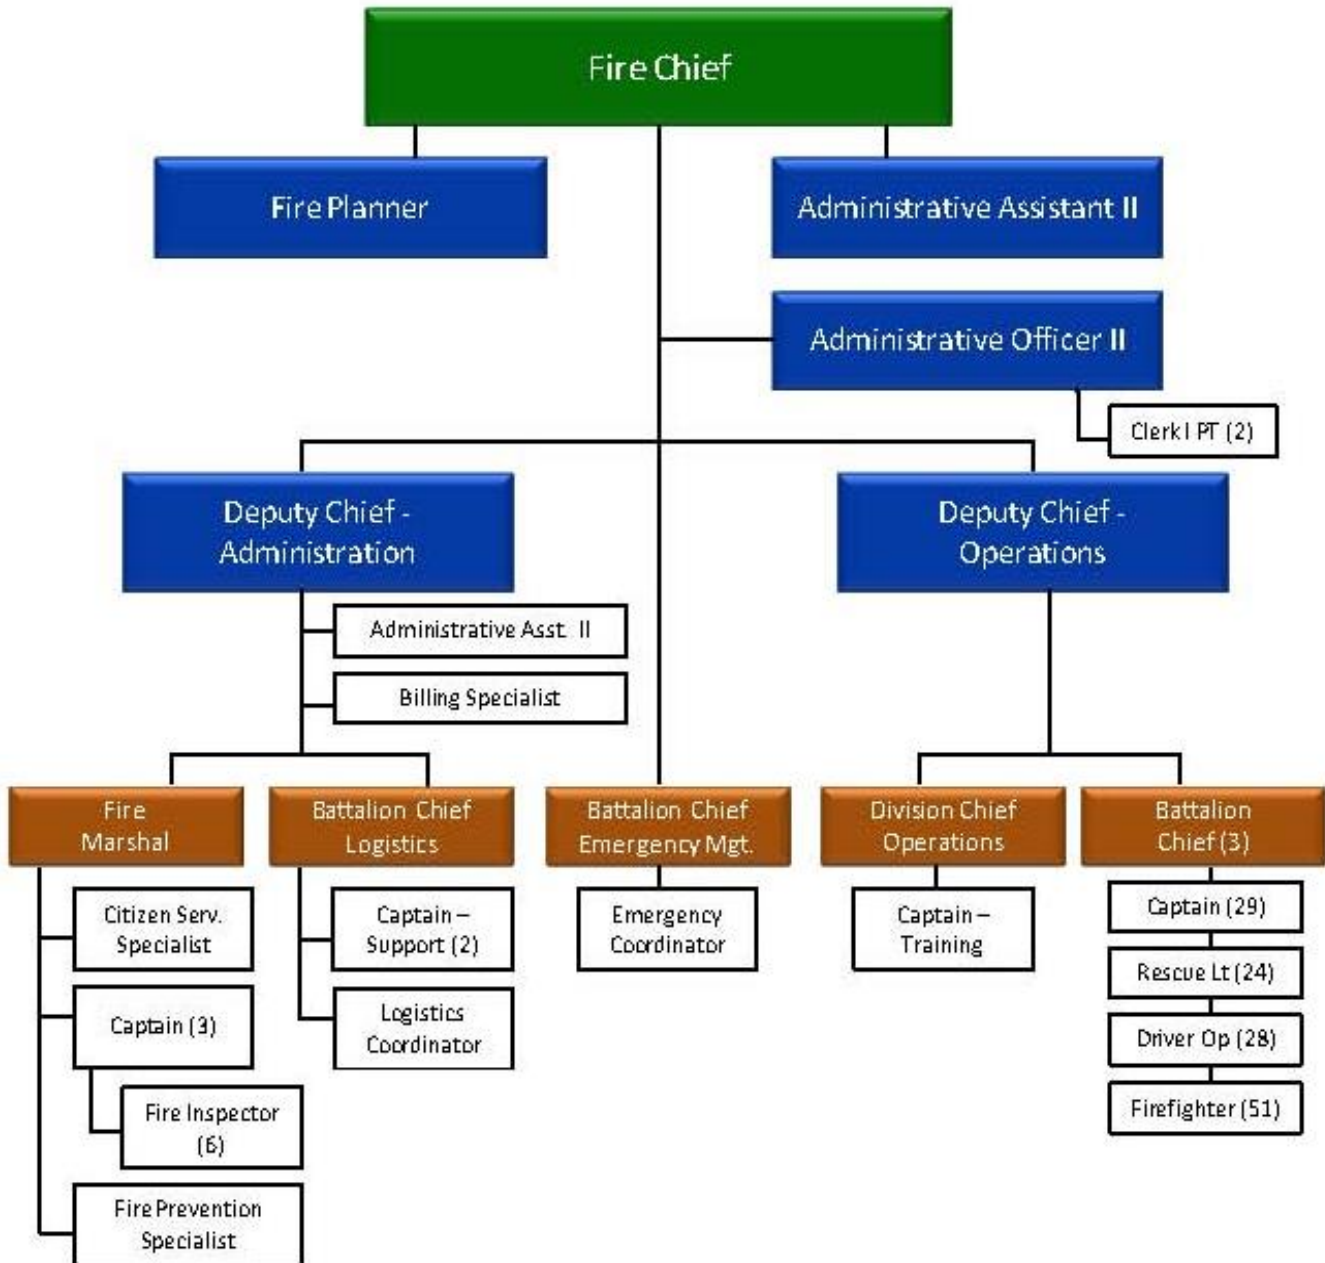 Fire Chief
Fire Planner
Administrative Assistant II
Administrative Officer II
Clerk I PT (2)
Deputy Chief -
Administration
Deputy Chief -
Operations
Administrative Asst. II
Billing Specialist
Fire
Marshal
Battalion Chief
Logistics
Battalion Chief
Emergency Mgt.
Division Chief
Operations
Battalion
Chief (3)
Citizen Serv.
Specialist
Captain (3)
Fire Inspector
(6)
Fire Prevention
Specialist
Captain –
Support (2)
Logistics
Coordinator
Emergency
Coordinator
Captain –
Training
Captain (29)
Rescue Lt (24)
Driver Op (28)
Firefighter (51)